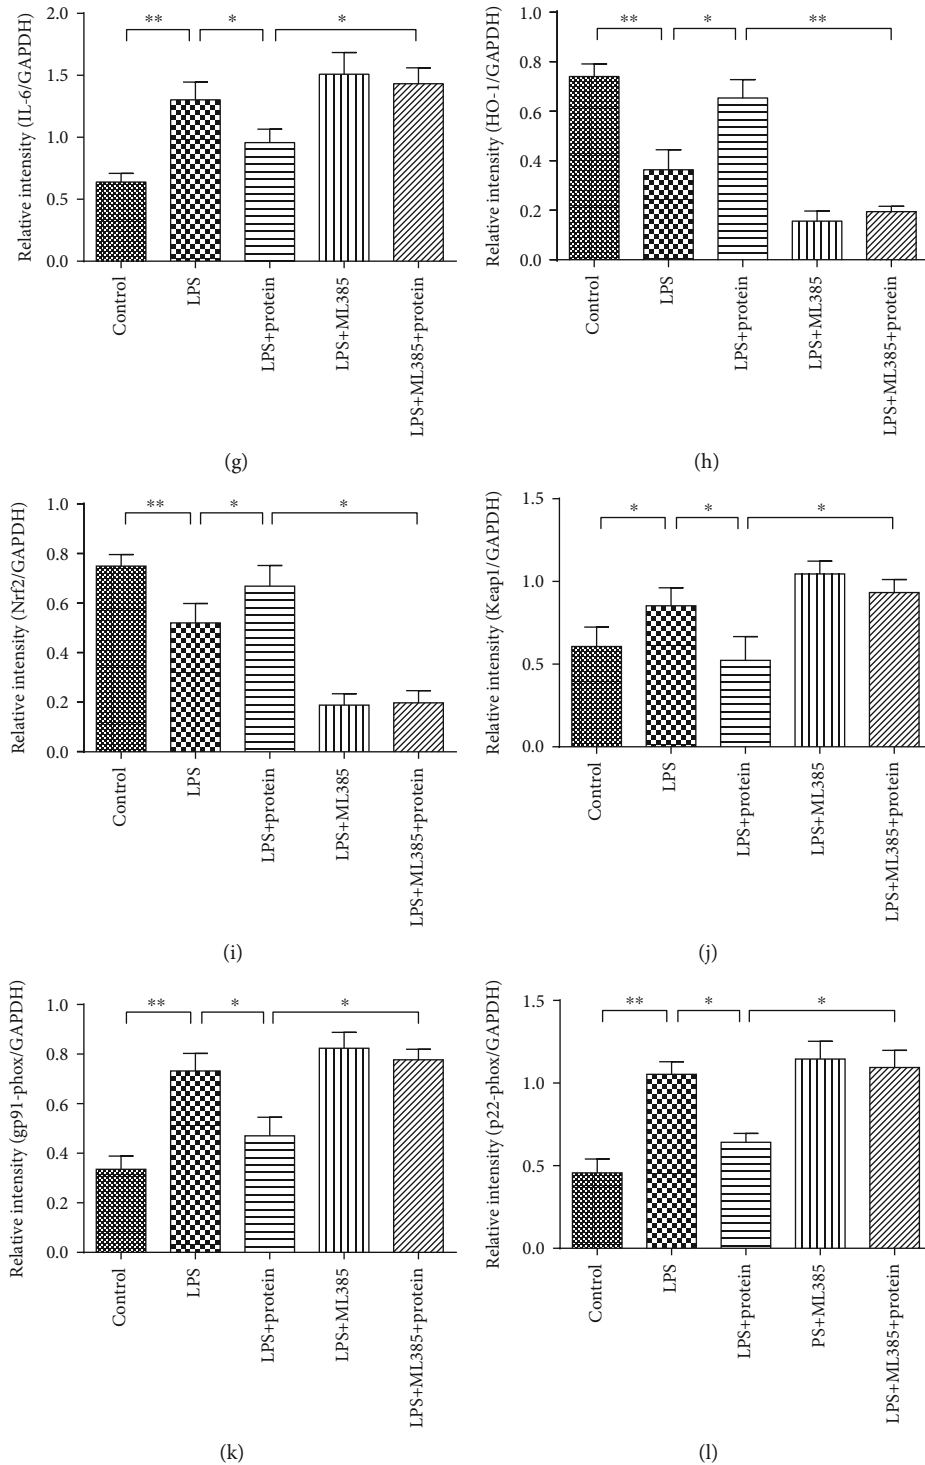 Relative intensity (IL-6/GAPDH)
2.0
1.5
1.0
0.5
0.0
** * *
Control
LPS
LPS+protein
LPS+ML385
LPS+ML385+protein
(g)
Relative intensity (HO-1/GAPDH)
1.0
0.8
0.6
0.4
0.2
0.0
** * **
Control
LPS
LPS+protein
LPS+ML385
LPS+ML385+protein
(h)
Relative intensity (Nrf2/GAPDH)
1.0
0.8
0.6
0.4
0.2
0.0
** * *
Control
LPS
LPS+protein
LPS+ML385
LPS+ML385+protein
(i)
Relative intensity (Keap1/GAPDH)
1.5
1.0
0.5
0.0
* * *
Control
LPS
LPS+protein
LPS+ML385
LPS+ML385+protein
(j)
Relative intensity (gp91-phox/GAPDH)
1.0
0.8
0.6
0.4
0.2
0.0
** * *
Control
LPS
LPS+protein
LPS+ML385
LPS+ML385+protein
(k)
Relative intensity (p22-phox/GAPDH)
1.5
1.0
0.5
0.0
** * *
Control
LPS
LPS+protein
PS+ML385
LPS+ML385+protein
(l)